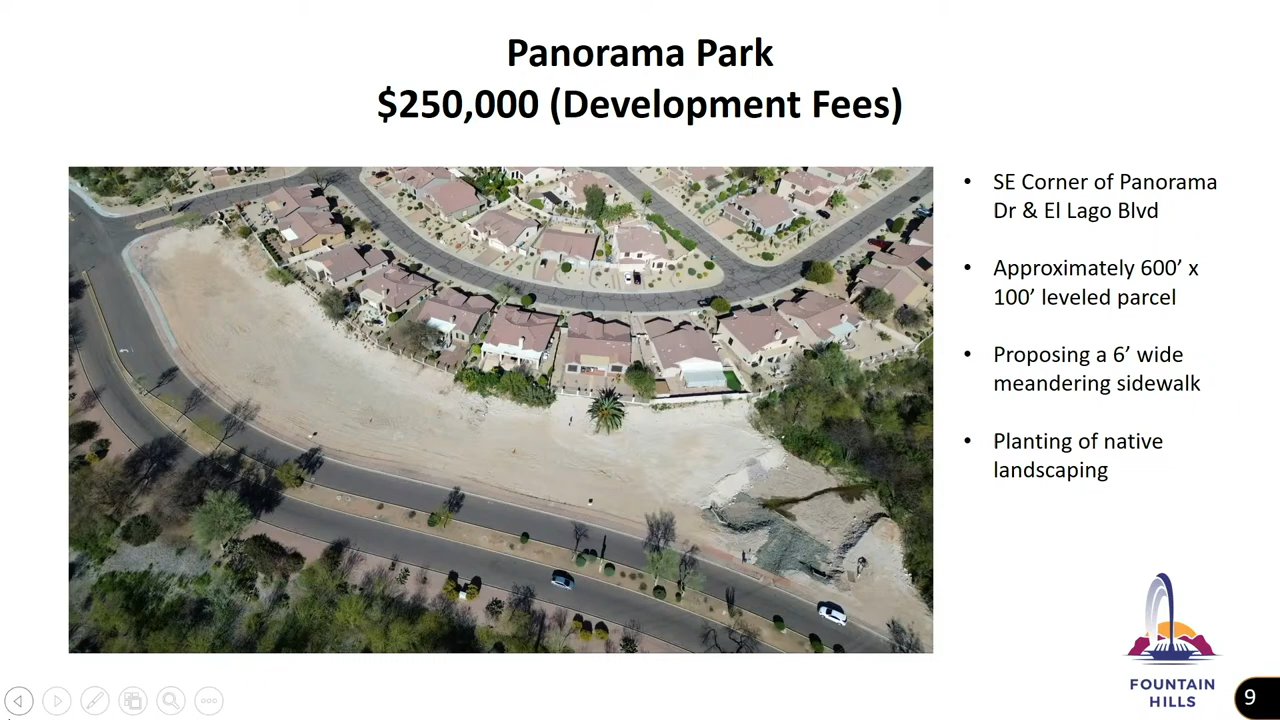 Panorama Park
$250,000 (Development Fees)
• SE Corner of Panorama
Dr & El Lago Blvd
• Approximately 600’ x
100’ leveled parcel
• Proposing a 6’ wide
meandering sidewalk
• Planting of native
landscaping
FOUNTAIN
HILLS
9